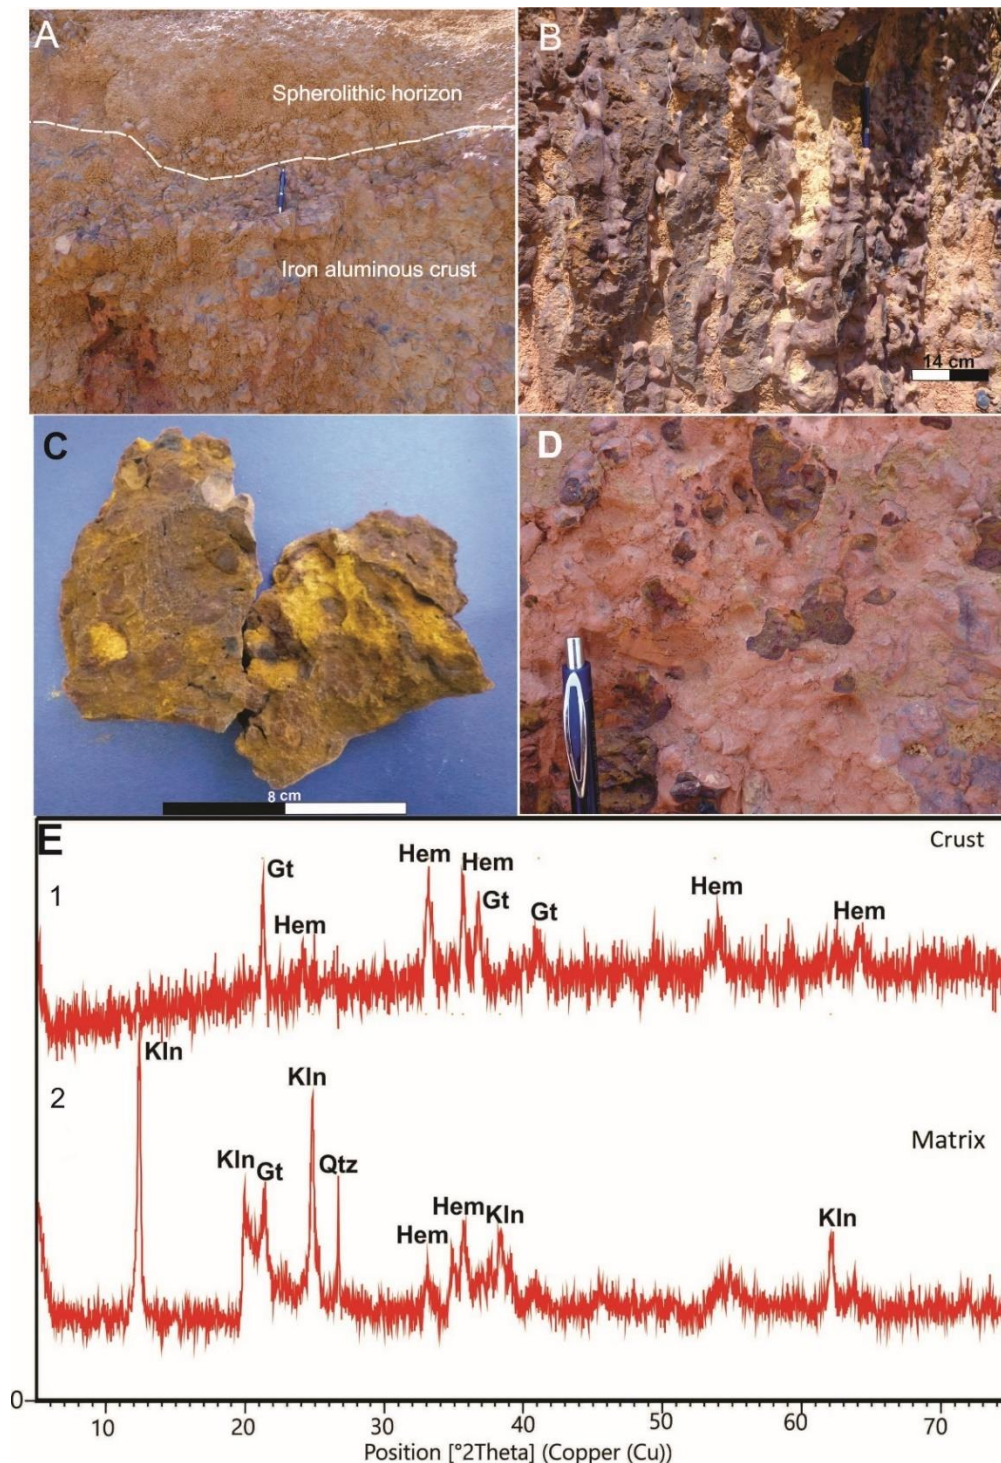 A
Spherolithic horizon
Iron aluminous crust
B
14 cm
C
8 cm
D
E
Crust
1
Gt
Hem
Hem
Hem
Gt
Gt
Hem
Hem
Kln
2
Matrix
Kln
Gt
Kln
Qtz
Hem
Hem
Kln
Kln
0
10 20 30 40 50 60 70
Position [°2Theta] (Copper (Cu))